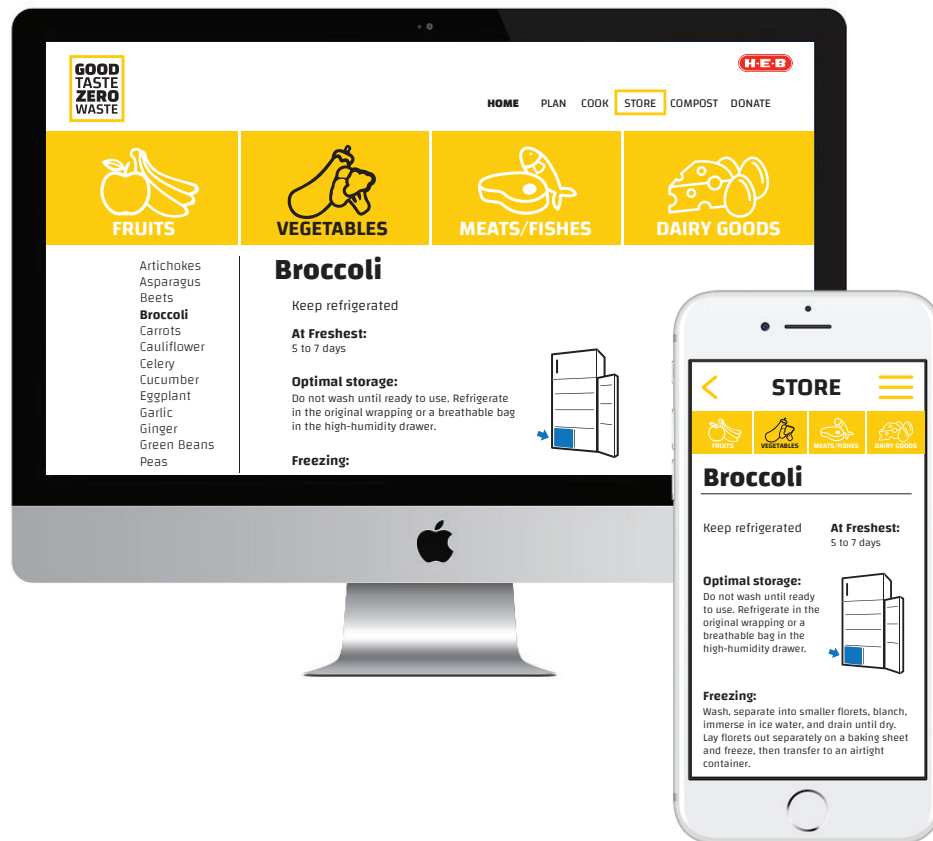 GOOD
TASTE
ZERO
WASTE
H-E-B
HOME PLAN COOK STORE COMPOST DONATE
FRUITS VEGETABLES MEATS/FISHES DAIRY GOODS
Artichokes
Asparagus
Beets
Broccoli
Carrots
Cauliflower
Celery
Cucumber
Eggplant
Garlic
Ginger
Green Beans
Peas
Broccoli
Keep refrigerated
At Freshest:
5 to 7 days
Optimal storage:
Do not wash until ready to use. Refrigerate
in the original wrapping or a breathable bag
in the high-humidity drawer.
Freezing:
STORE
FRUITS VEGETABLES MEATS/FISHES DAIRY GOODS
Broccoli
Keep refrigerated
At Freshest:
5 to 7 days
Optimal storage:
Do not wash until ready
to use. Refrigerate in the
original wrapping or a
breathable bag in the
high-humidity drawer.
Freezing:
Wash, separate into smaller florets, blanch,
immerse in ice water, and drain until dry.
Lay florets out separately on a baking sheet
and freeze, then transfer to an airtight
container.